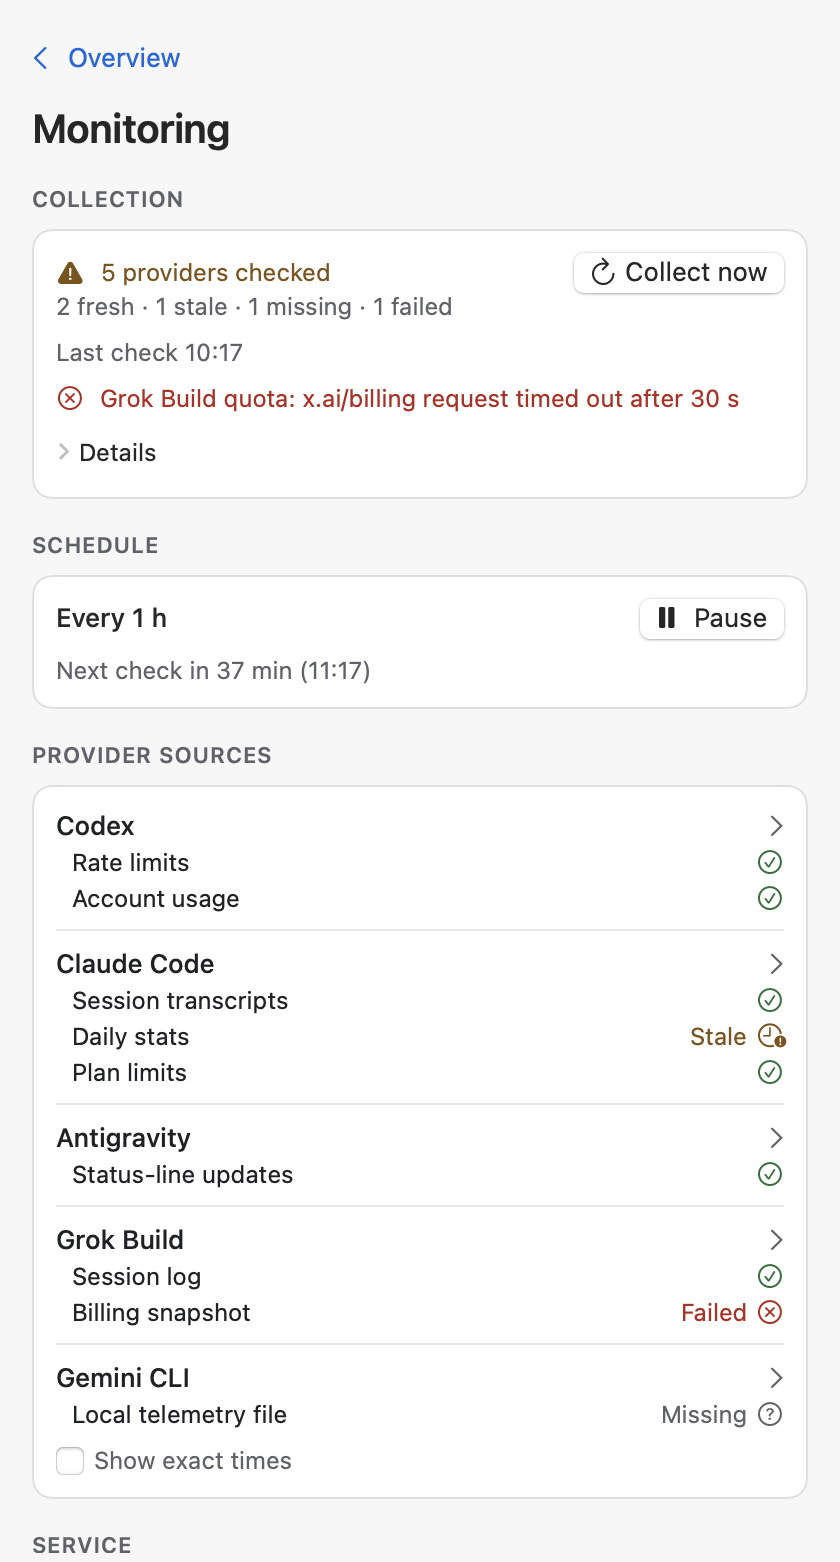 Overview
Monitoring
COLLECTION
5 providers checked
Collect now
2 fresh · 1 stale · 1 missing · 1 failed
Last check 10:17
Grok Build quota: x.ai/billing request timed out after 30 s
Details
SCHEDULE
Every 1 h
Pause
Next check in 37 min (11:17)
PROVIDER SOURCES
Codex
Rate limits
Account usage
Claude Code
Session transcripts
Daily stats
Stale
Plan limits
Antigravity
Status-line updates
Grok Build
Session log
Billing snapshot
Failed
Gemini CLI
Local telemetry file
Missing
Show exact times
SERVICE